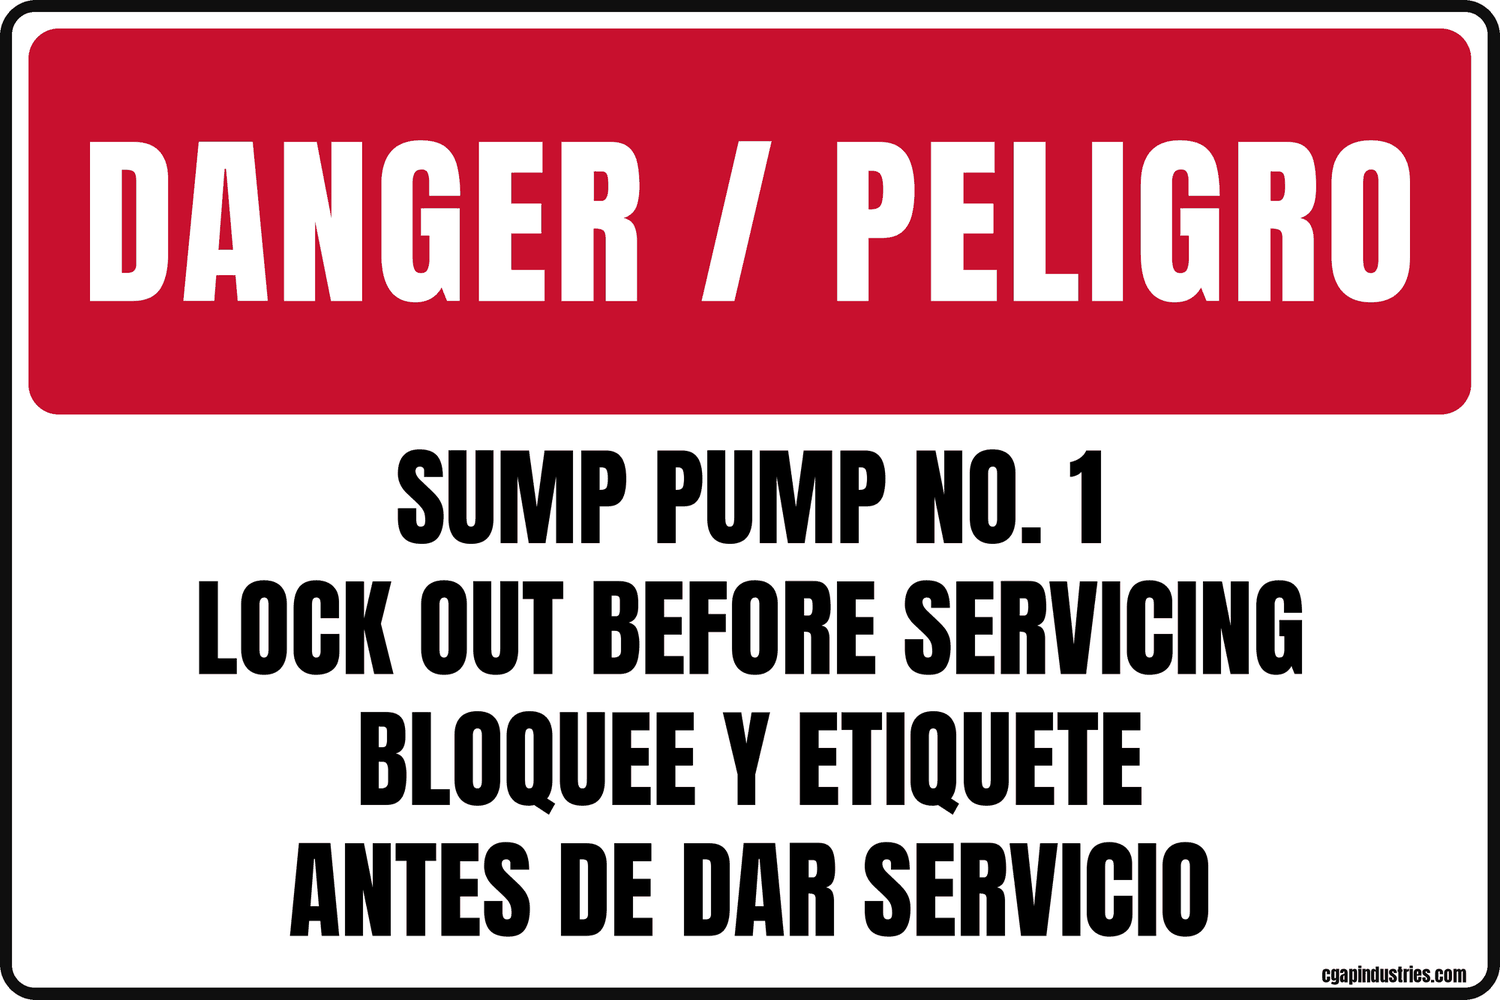 DANGER / PELIGRO
SUMP PUMP NO. 1
LOCK OUT BEFORE SERVICING
BLOQUEE Y ETIQUETE
ANTES DE DAR SERVICIO
cgapindustries.com